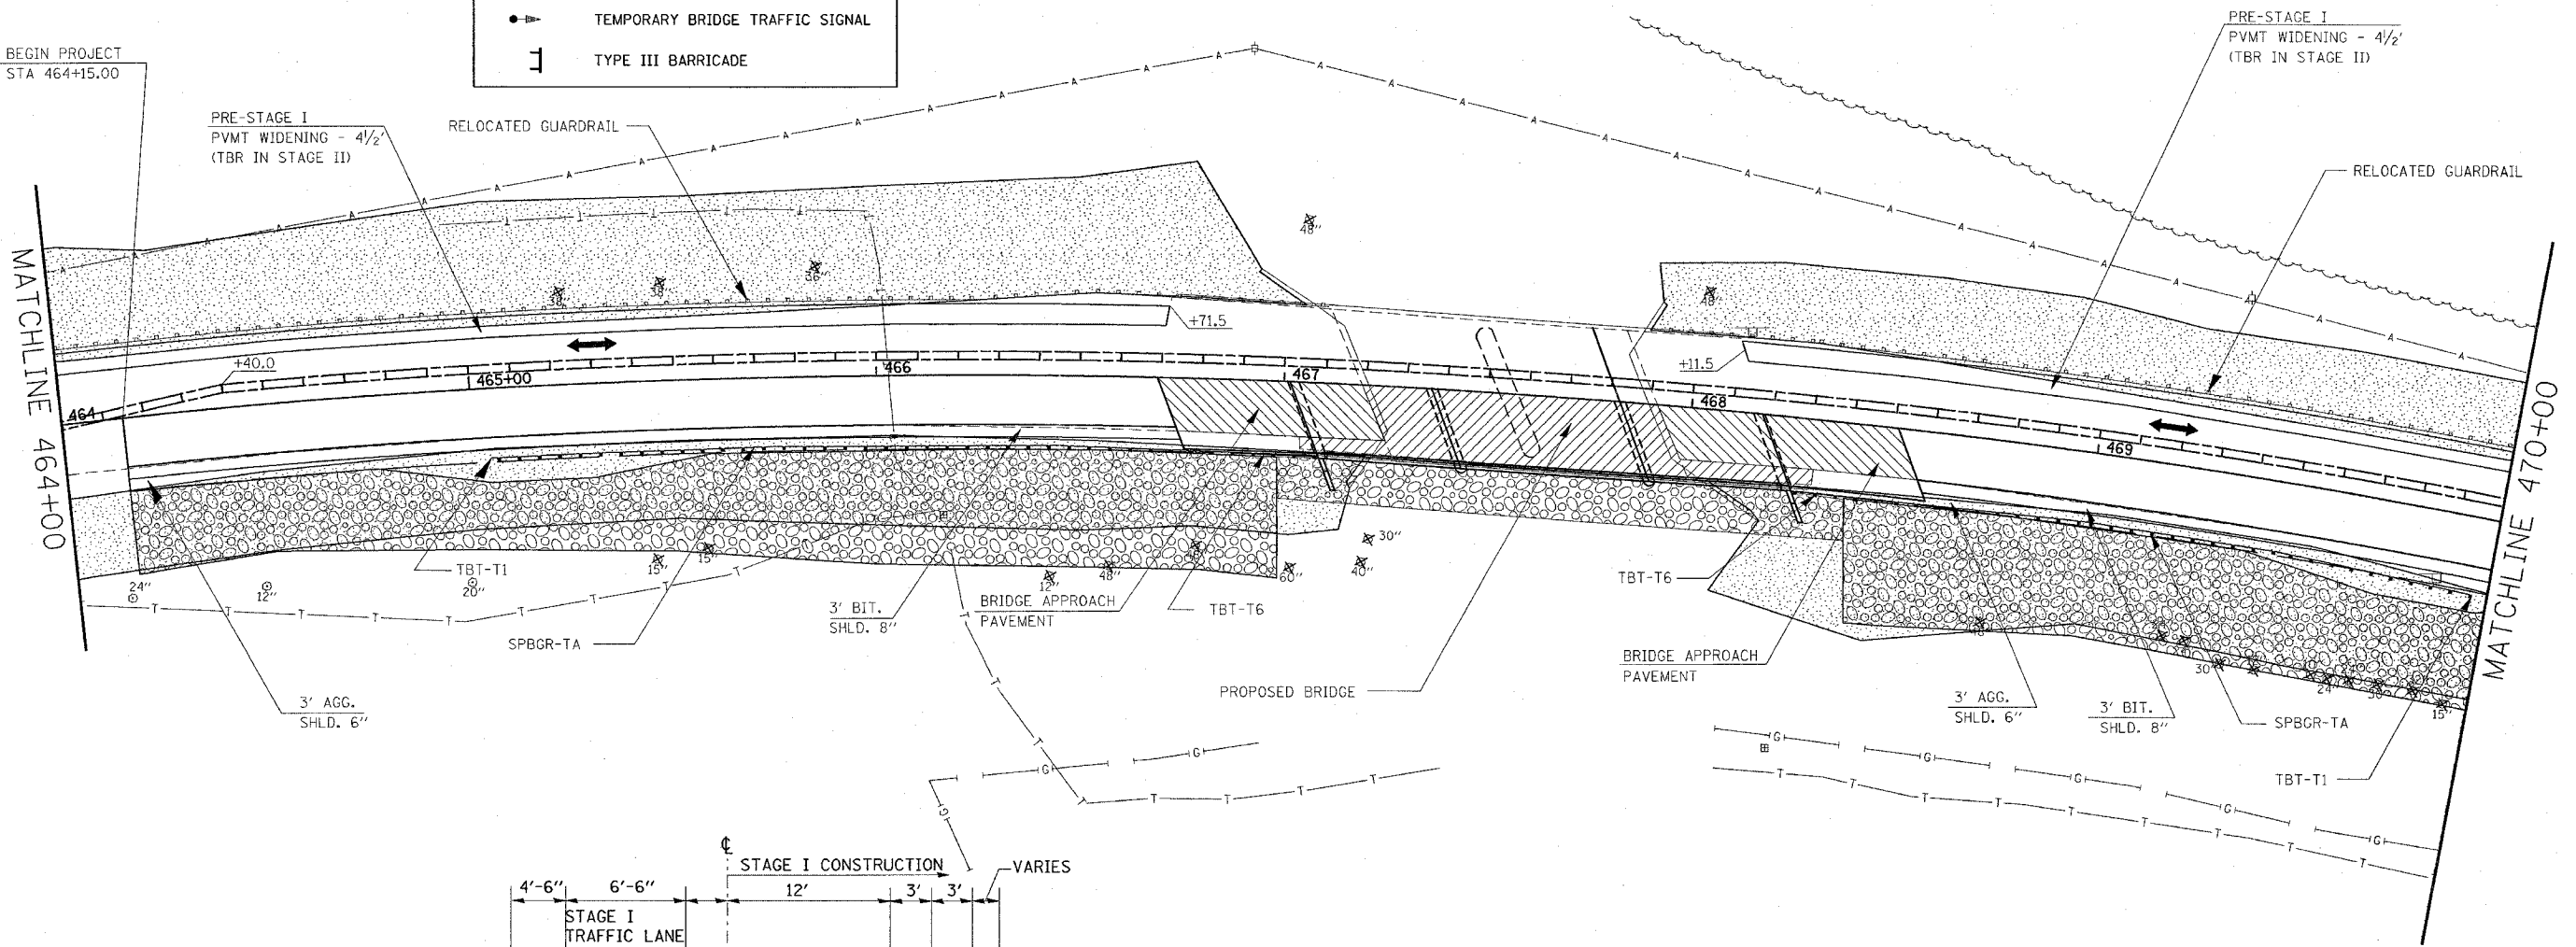 TEMPORARY BRIDGE TRAFFIC SIGNAL
TYPE III BARRICADE
BEGIN PROJECT
STA 464+15.00
PRE-STAGE I
PVMT WIDENING - 4½'
(TBR IN STAGE II)
RELOCATED GUARDRAIL
PRE-STAGE I
PVMT WIDENING - 4½'
(TBR IN STAGE II)
RELOCATED GUARDRAIL
MATCHLINE 464+00
MATCHLINE 470+00
48"
36"
+71.5
+40.0
+11.5
464
465+00
466
467
468
469
24"
12"
20"
15"
15"
12"
48"
60"
30"
40"
TBT-T1
SPBGR-TA
3' BIT.
SHLD. 8"
BRIDGE APPROACH
PAVEMENT
TBT-T6
3' AGG.
SHLD. 6"
PROPOSED BRIDGE
TBT-T6
BRIDGE APPROACH
PAVEMENT
3' AGG.
SHLD. 6"
3' BIT.
SHLD. 8"
SPBGR-TA
TBT-T1
30"
24"
15"
℄
STAGE I CONSTRUCTION
VARIES
4'-6"
6'-6"
12'
3'
3'
STAGE I
TRAFFIC LANE